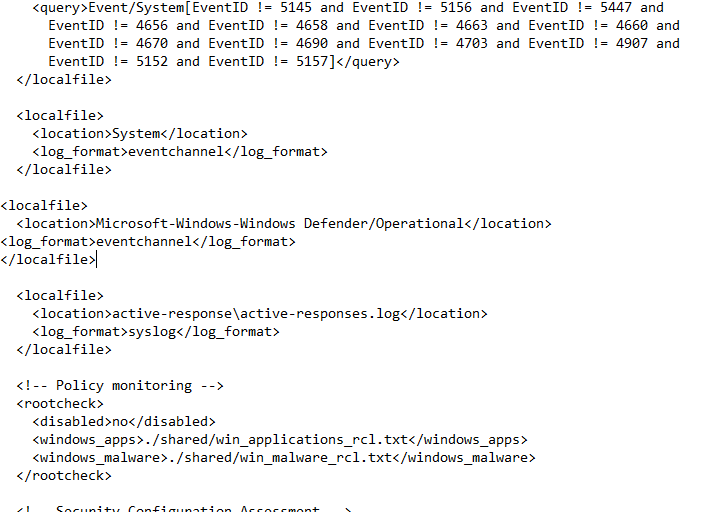 <query>Event/System[EventID != 5145 and EventID != 5156 and EventID != 5447 and
EventID != 4656 and EventID != 4658 and EventID != 4663 and EventID != 4660 and
EventID != 4670 and EventID != 4690 and EventID != 4703 and EventID != 4907 and
EventID != 5152 and EventID != 5157]</query>
</localfile>
<localfile>
<location>System</location>
<log_format>eventchannel</log_format>
</localfile>
<localfile>
<location>Microsoft-Windows-Windows Defender/Operational</location>
<log_format>eventchannel</log_format>
</localfile>
<localfile>
<location>active-response\active-responses.log</location>
<log_format>syslog</log_format>
</localfile>
<!-- Policy monitoring -->
<rootcheck>
<disabled>no</disabled>
<windows_apps>./shared/win_applications_rcl.txt</windows_apps>
<windows_malware>./shared/win_malware_rcl.txt</windows_malware>
</rootcheck>
<!-- Security Configuration Assessment -->